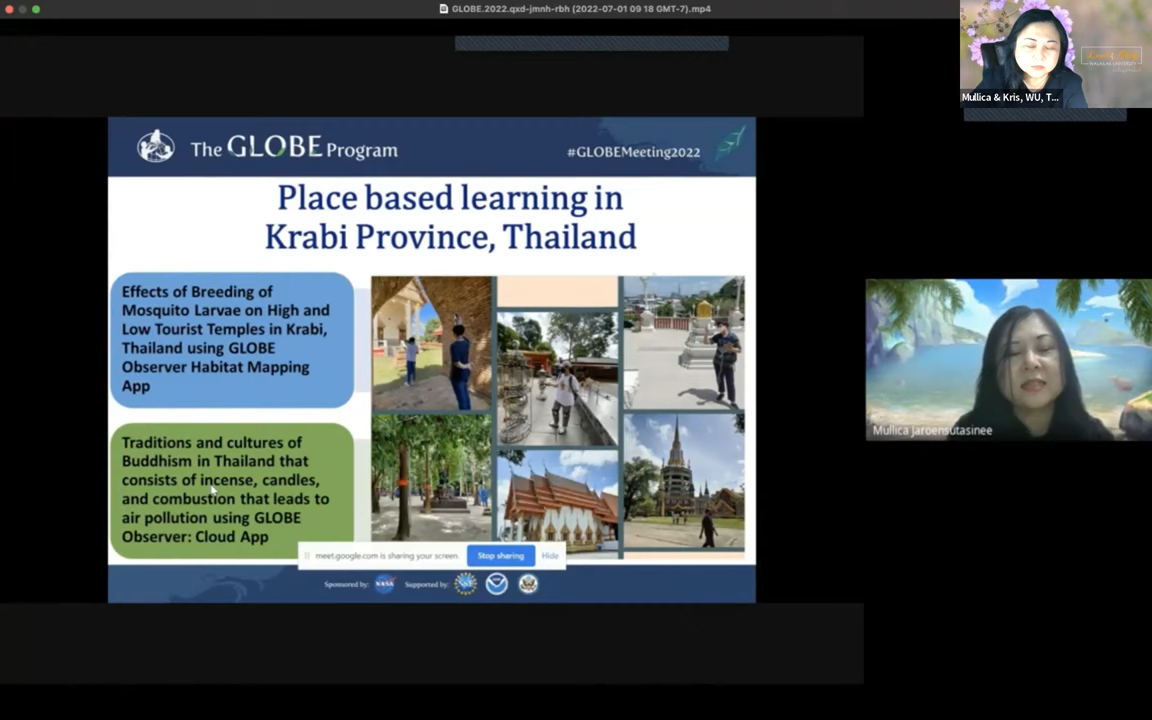 GLOBE.2022.qxd-jmnh-rbh (2022-07-01 09 18 GMT-7).mp4
WALAILAK UNIVERSITY
Mullica & Kris, WU, T...
The GLOBE Program
#GLOBEMeeting2022
Place based learning in
Krabi Province, Thailand
Effects of Breeding of
Mosquito Larvae on High and
Low Tourist Temples in Krabi,
Thailand using GLOBE
Observer Habitat Mapping
App
Traditions and cultures of
Buddhism in Thailand that
consists of incense, candles,
and combustion that leads to
air pollution using GLOBE
Observer: Cloud App
meet.google.com is sharing your screen.
Stop sharing
Hide
Sponsored by:
NASA
Supported by:
NSF
Mullica Jaroensutasinee